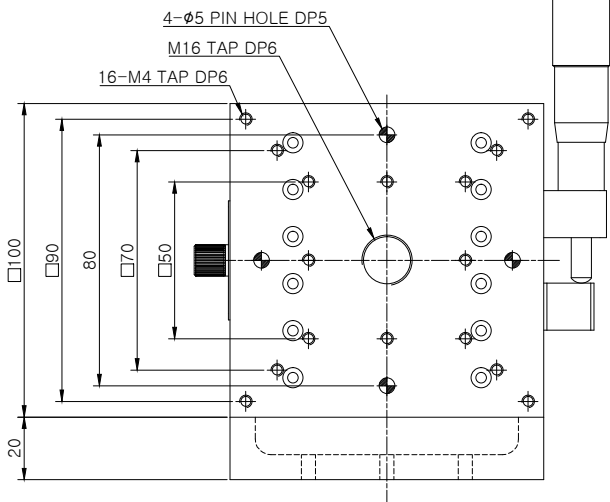 4-φ5 PIN HOLE DP5
M16 TAP DP6
16-M4 TAP DP6
□100
□90
80
□70
□50
20